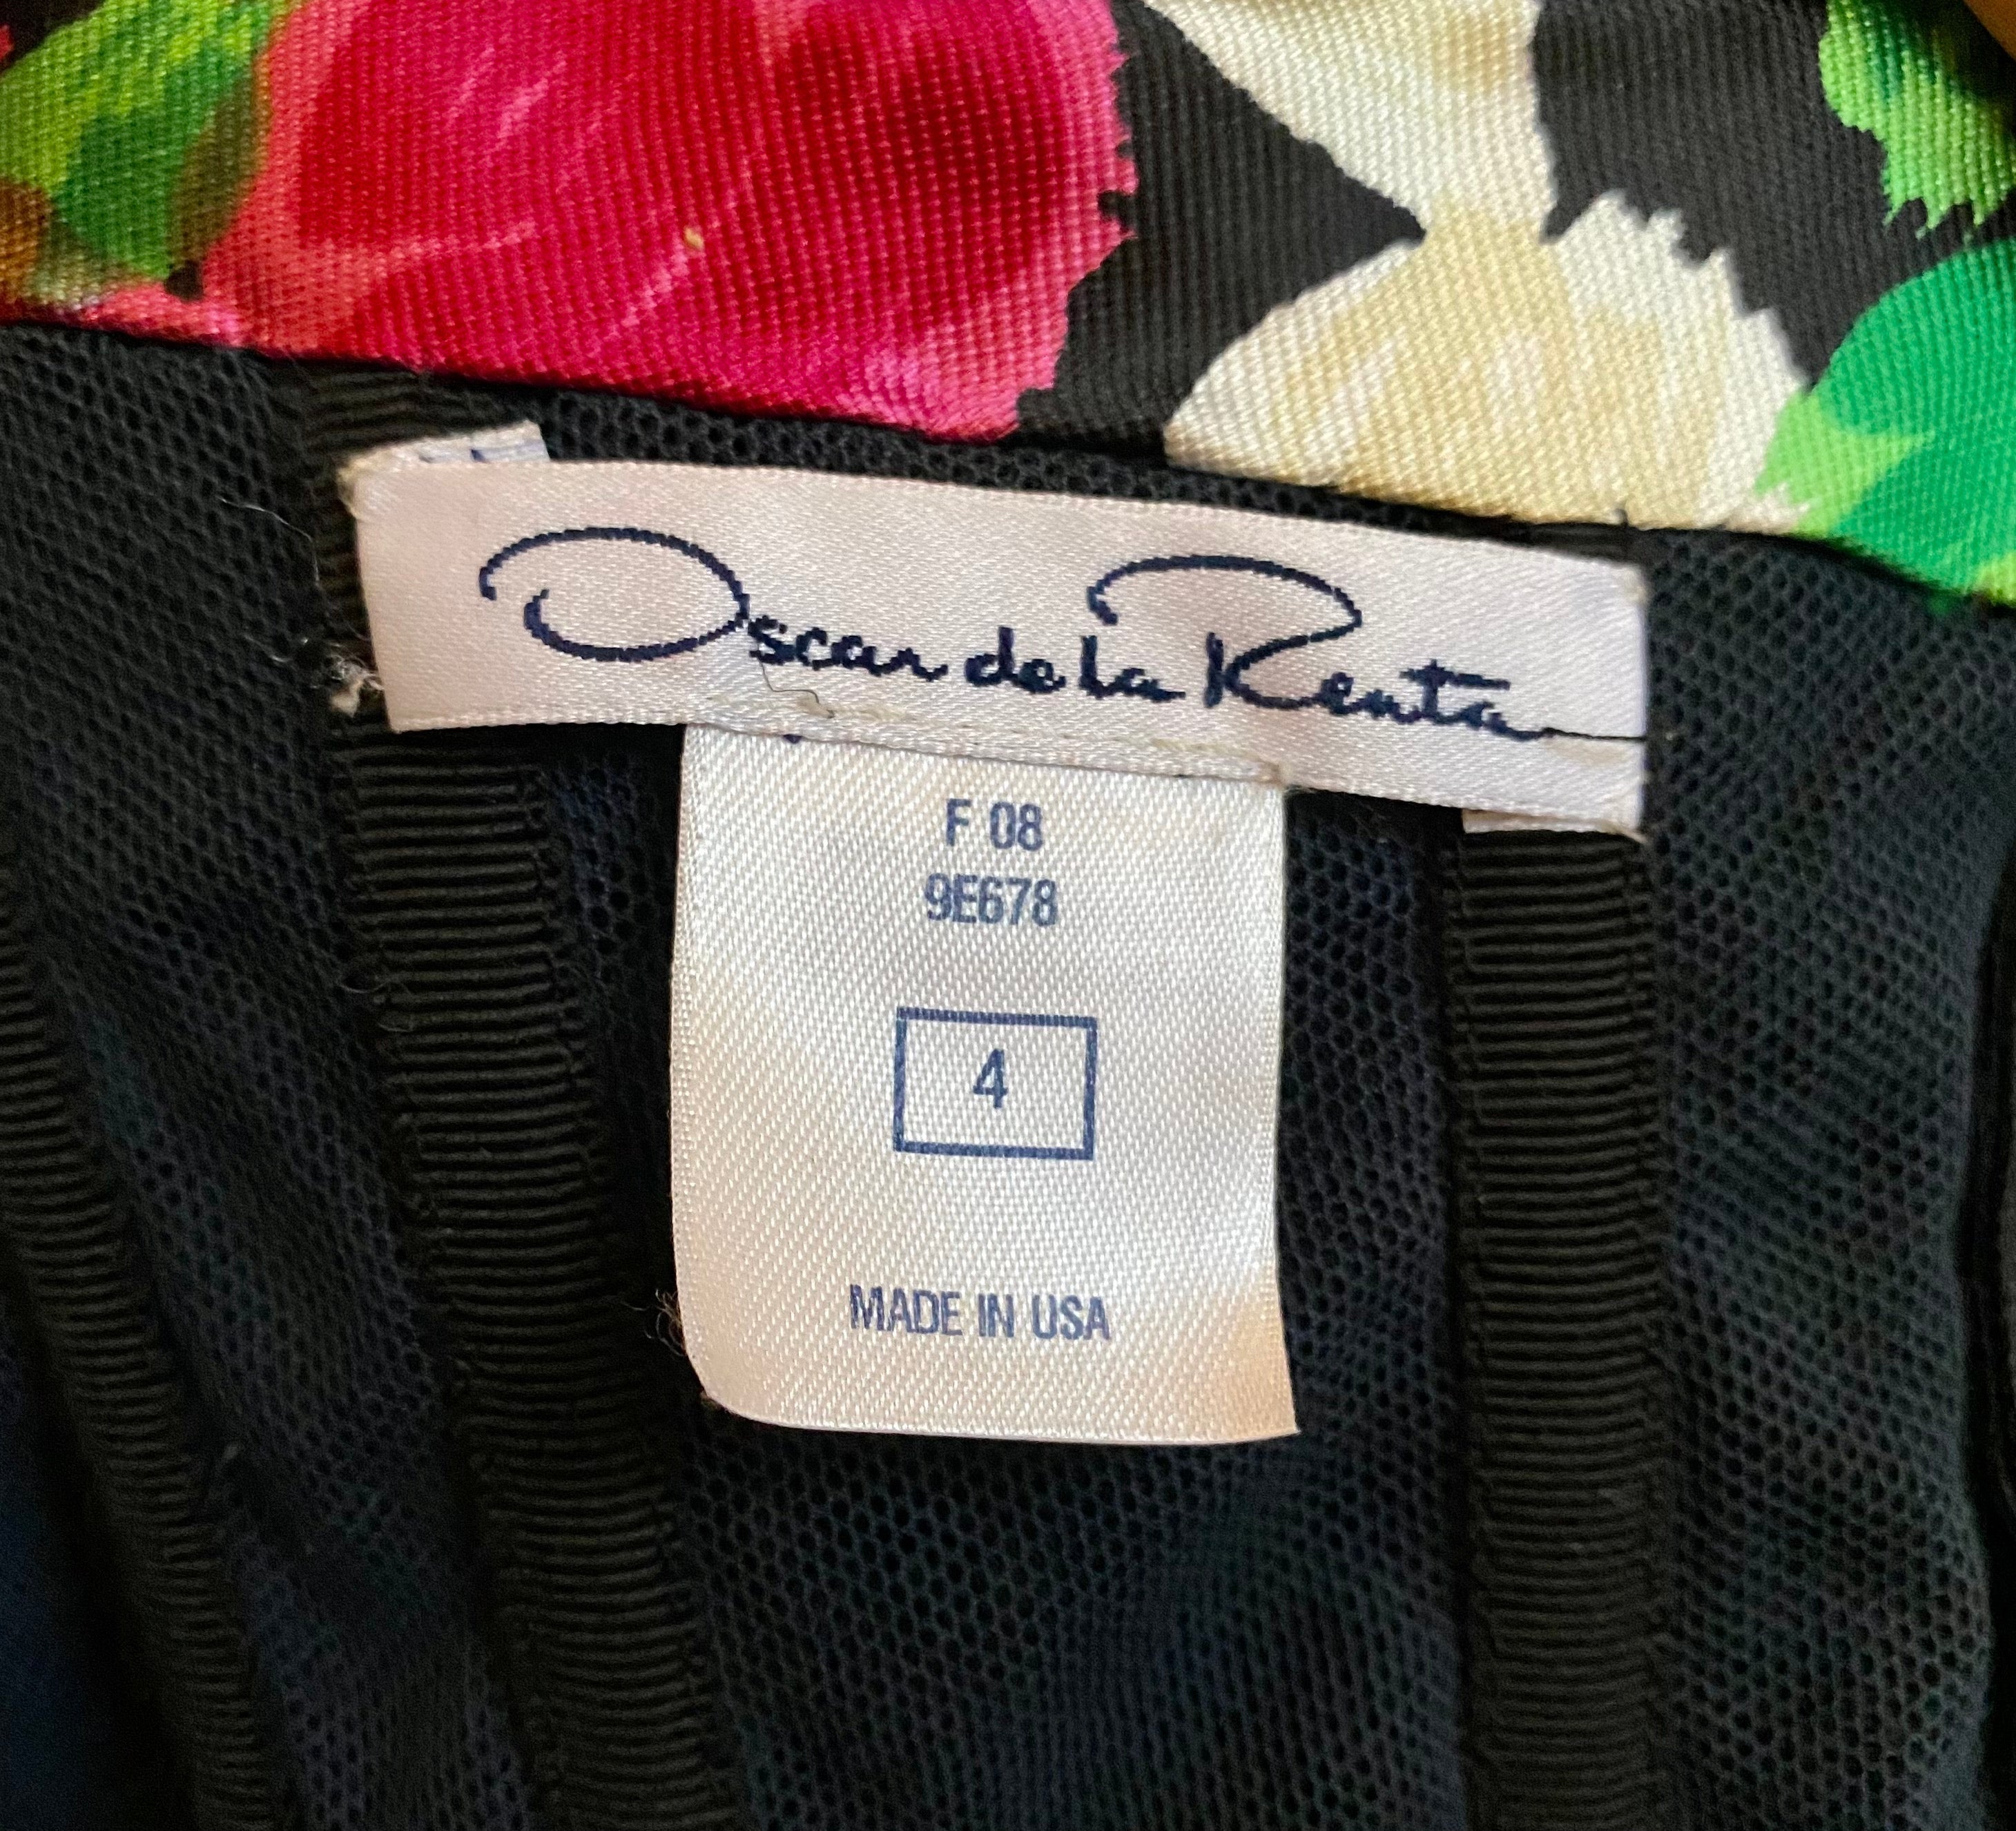 Oscar de la Renta
F 08
9E678
4
MADE IN USA